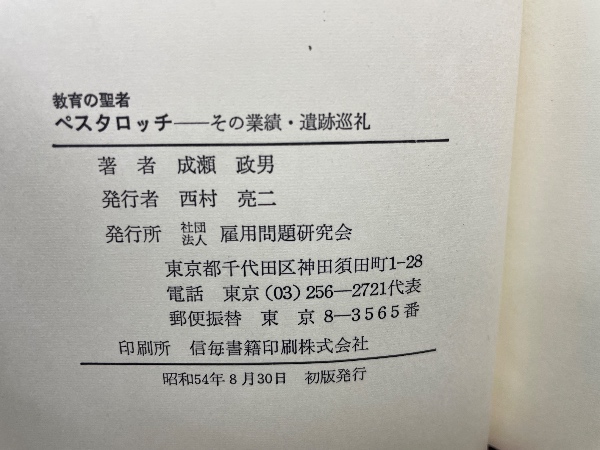 教育の聖者
ペスタロッチ――その業績・遺跡巡礼
著 者 成瀬 政男
発行者 西村 亮二
発行所 社団法人 雇用問題研究会
東京都千代田区神田須田町1-28
電話 東京(03)256―2721代表
郵便振替 東 京 8―3565番
印刷所 信毎書籍印刷株式会社
昭和54年8月30日 初版発行